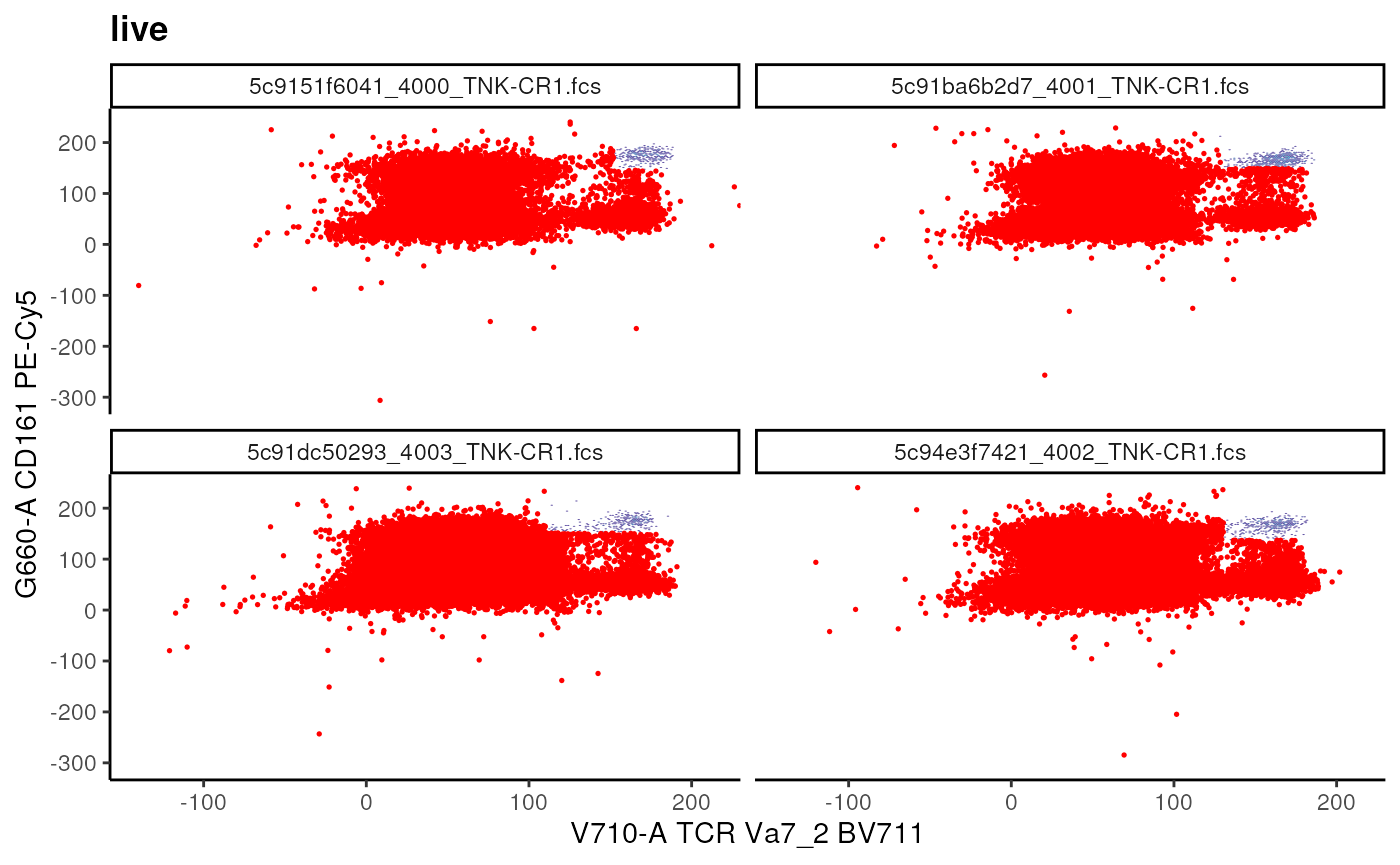 live
5c9151f6041_4000_TNK-CR1.fcs
5c91ba6b2d7_4001_TNK-CR1.fcs
200
100
0
-100
-200
-300
5c91dc50293_4003_TNK-CR1.fcs
5c94e3f7421_4002_TNK-CR1.fcs
200
100
0
-100
-200
-300
-100 0 100 200
-100 0 100 200
V710-A TCR Va7_2 BV711
G660-A CD161 PE-Cy5